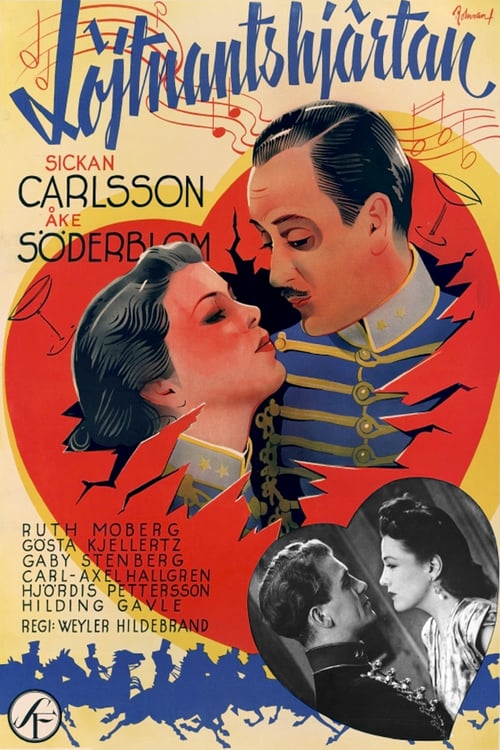 Rohman
Löjtnantshjärtan
SICKAN
CARLSSON
ÅKE
SÖDERBLOM
RUTH MOBERG
GÖSTA KJELLERTZ
GABY STENBERG
CARL-AXEL HALLGREN
HJÖRDIS PETTERSSON
HILDING GAVLE
REGI: WEYLER HILDEBRAND
SF